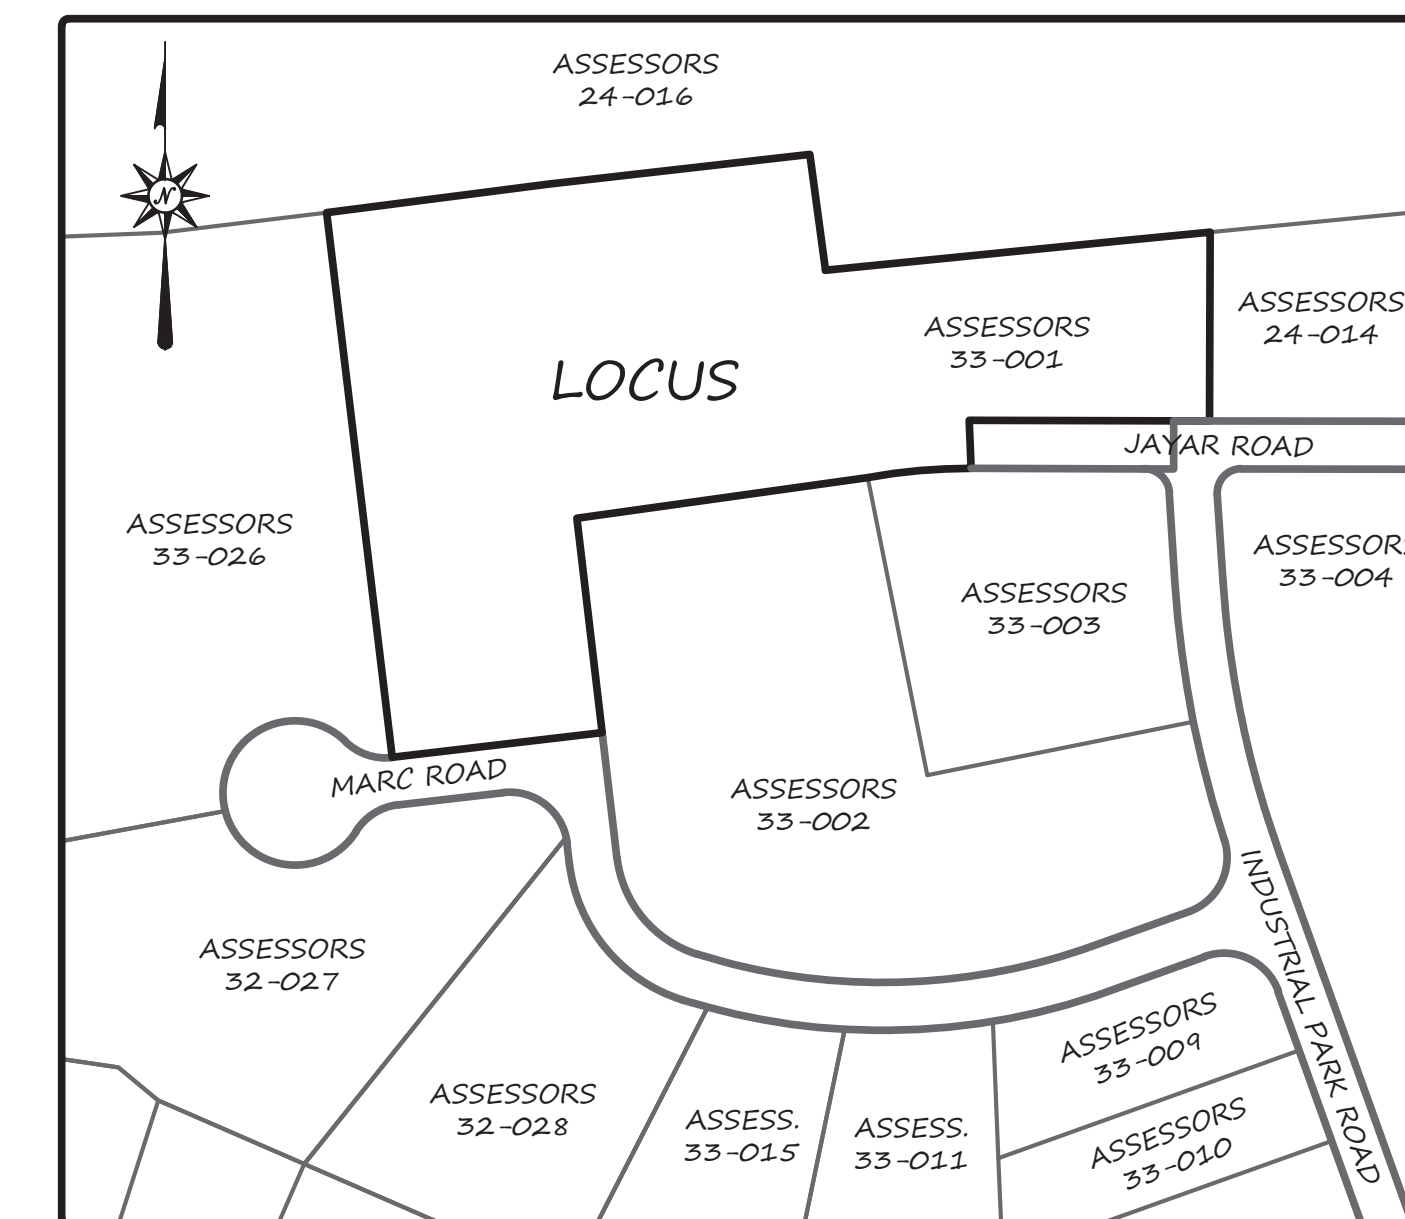 ASSESSORS
24-016
N
ASSESSORS
24-014
ASSESSORS
33-001
LOCUS
JAYAR ROAD
ASSESSORS
33-026
ASSESSORS
33-004
ASSESSORS
33-003
MARC ROAD
ASSESSORS
33-002
INDUSTRIAL PARK ROAD
ASSESSORS
32-027
ASSESSORS
33-009
ASSESSORS
32-028
ASSESS.
33-015
ASSESS.
33-011
ASSESSORS
33-010